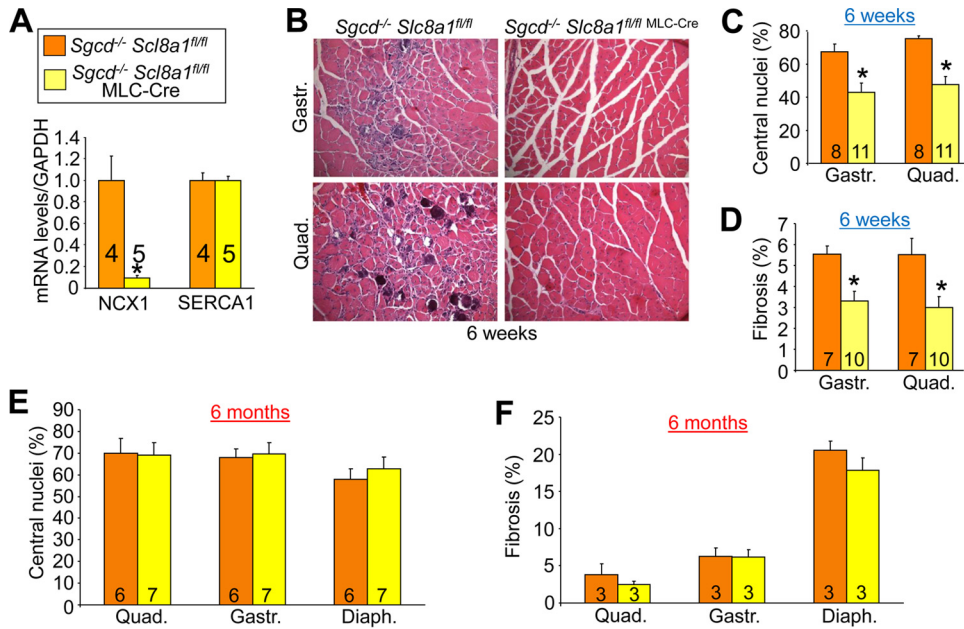 A
Sgcd-/- Scl8a1fl/fl
Sgcd-/- Scl8a1fl/fl
MLC-Cre
mRNA levels/GAPDH
1.4
1.2
1.0
0.8
0.6
0.4
0.2
0
4
5
*
4
5
NCX1
SERCA1
B
Sgcd-/- Slc8a1fl/fl
Sgcd-/- Slc8a1fl/fl MLC-Cre
Gastr.
Quad.
6 weeks
C
6 weeks
Central nuclei (%)
80
60
40
20
0
*
*
8
11
8
11
Gastr.
Quad.
D
6 weeks
Fibrosis (%)
7
6
5
4
3
2
1
0
*
*
7
10
7
10
Gastr.
Quad.
E
6 months
Central nuclei (%)
90
80
70
60
50
40
30
20
10
0
6
7
6
7
6
7
Quad.
Gastr.
Diaph.
F
6 months
Fibrosis (%)
25
20
15
10
5
0
3
3
3
3
3
3
Quad.
Gastr.
Diaph.